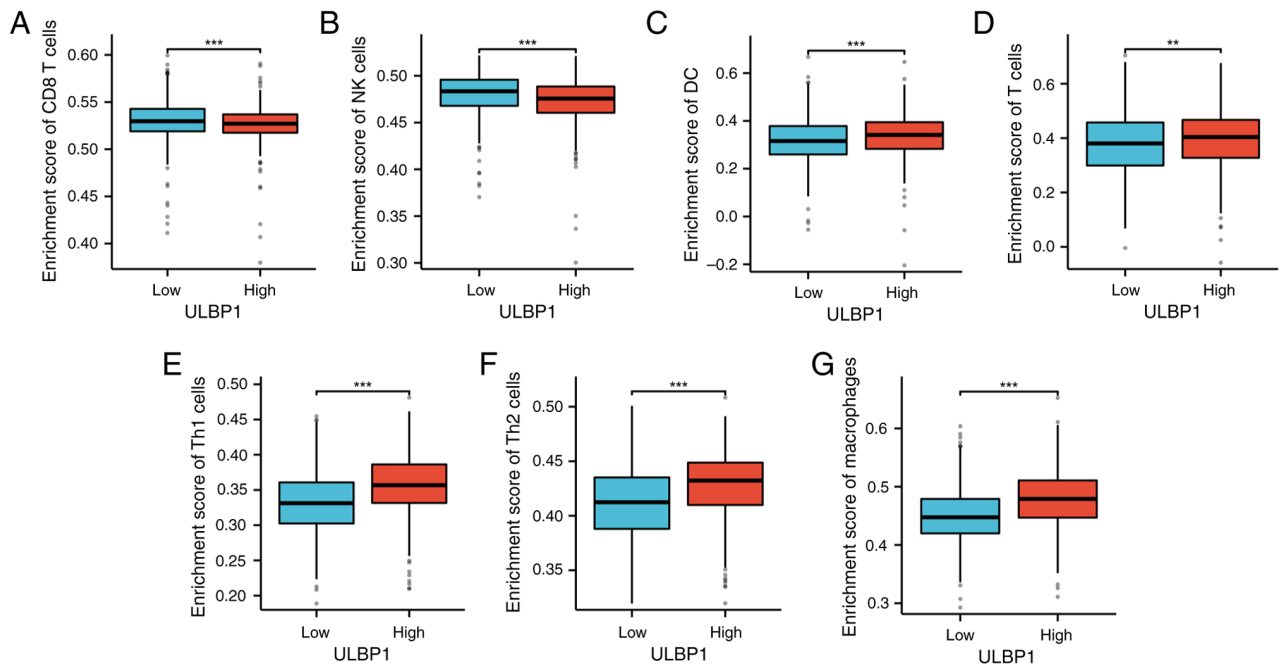 A
Enrichment score of CD8 T cells
0.60
0.55
0.50
0.45
0.40
***
Low
High
ULBP1
B
Enrichment score of NK cells
0.50
0.45
0.40
0.35
0.30
***
Low
High
ULBP1
C
Enrichment score of DC
0.6
0.4
0.2
0.0
–0.2
***
Low
High
ULBP1
D
Enrichment score of T cells
0.6
0.4
0.2
0.0
**
Low
High
ULBP1
E
Enrichment score of Th1 cells
0.50
0.45
0.40
0.35
0.30
0.25
0.20
***
Low
High
ULBP1
F
Enrichment score of Th2 cells
0.50
0.45
0.40
0.35
***
Low
High
ULBP1
G
Enrichment score of macrophages
0.6
0.5
0.4
0.3
***
Low
High
ULBP1